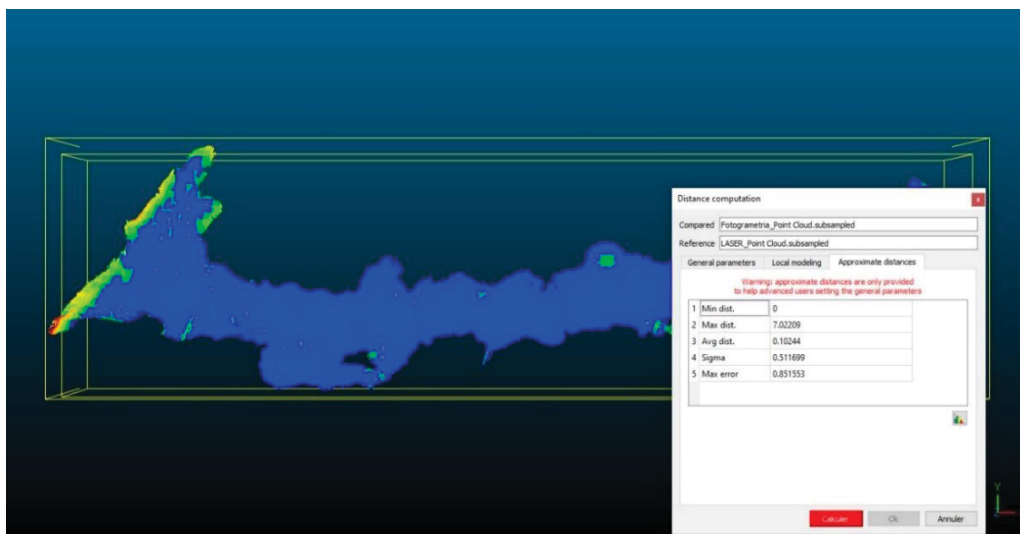 Distance computation
x
Compared Fotogrametria_Point Cloud.subsampled
Reference LASER_Point Cloud.subsampled
General parameters Local modeling Approximate distances
Warning: approximate distances are only provided
to help advanced users setting the general parameters
1 Min dist. 0
2 Max dist. 7.02209
3 Avg dist. 0.10244
4 Sigma 0.511699
5 Max error 0.851553
Calculer Ok Annuler
Y